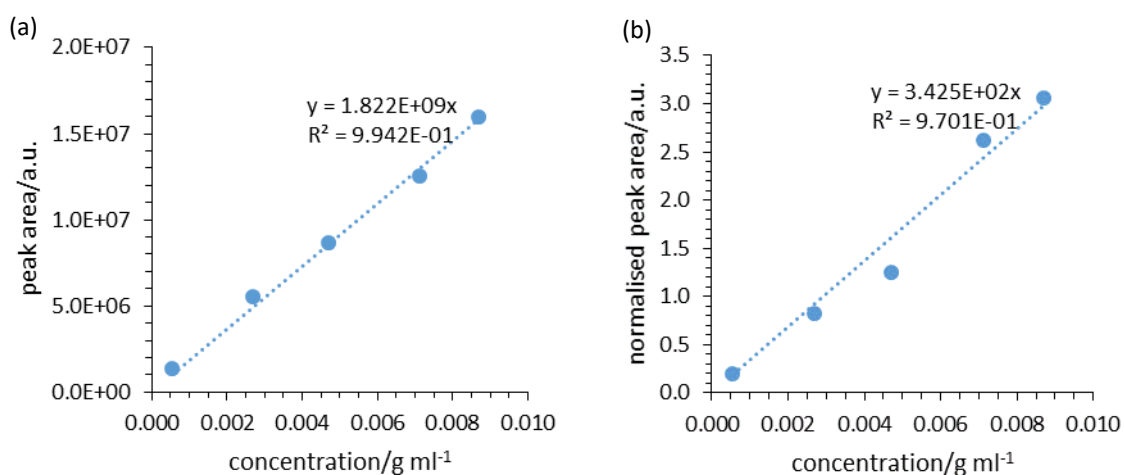 (a)
2.0E+07
1.5E+07
1.0E+07
5.0E+06
0.0E+00
peak area/a.u.
y = 1.822E+09x
R² = 9.942E-01
0.000 0.002 0.004 0.006 0.008 0.010
concentration/g ml⁻¹
(b)
3.5
3.0
2.5
2.0
1.5
1.0
0.5
0.0
normalised peak area/a.u.
y = 3.425E+02x
R² = 9.701E-01
0.000 0.002 0.004 0.006 0.008 0.010
concentration/g ml⁻¹